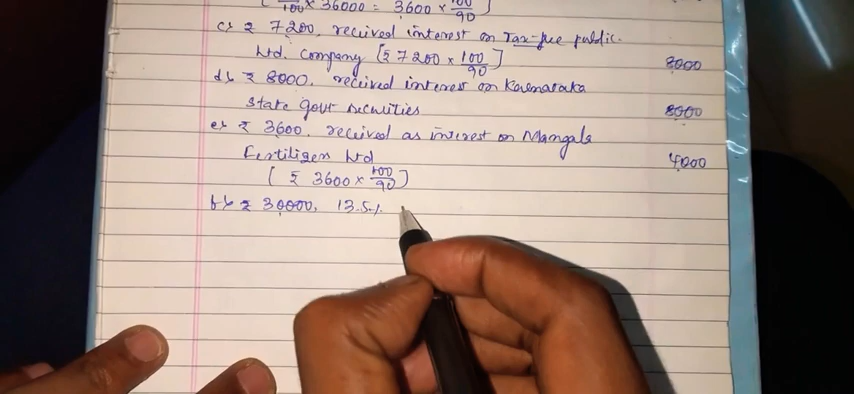 [ 10/100 × 36000 = 3600 × 100/90 ]
c) ₹ 7200, received interest on Tax-free public.
Ltd. Company [₹ 7200 × 100/90 ] 8000
d) ₹ 8000, received interest on Karnataka
State Govt securities 8000
e) ₹ 3600, received as interest on Mangala
Fertilizers Ltd 4000
[ ₹ 3600 × 100/90 ]
f) ₹ 30000, 13.5%